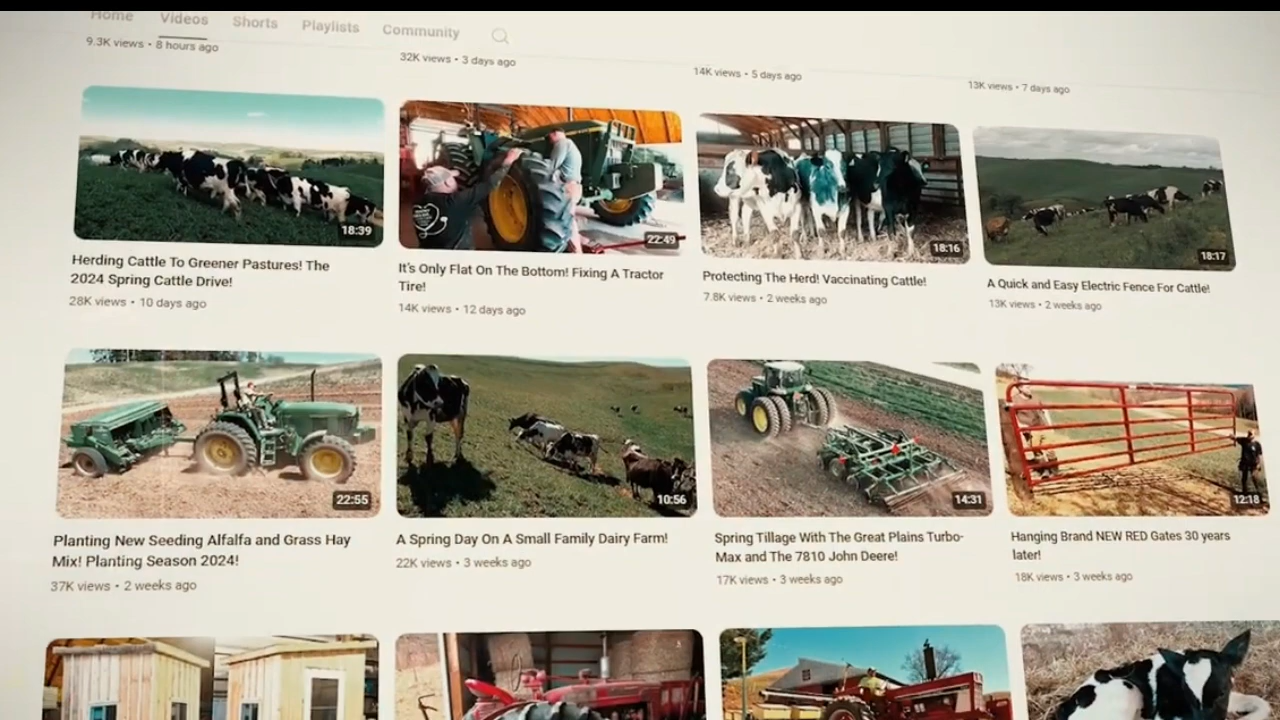 Home Videos Shorts Playlists Community
9.3K views • 8 hours ago
32K views • 3 days ago
14K views • 5 days ago
13K views • 7 days ago
18:39
22:49
18:16
18:17
Herding Cattle To Greener Pastures! The
2024 Spring Cattle Drive!
28K views • 10 days ago
It's Only Flat On The Bottom! Fixing A Tractor
Tire!
14K views • 12 days ago
Protecting The Herd! Vaccinating Cattle!
7.8K views • 2 weeks ago
A Quick and Easy Electric Fence For Cattle!
13K views • 2 weeks ago
22:55
10:56
14:31
12:18
Planting New Seeding Alfalfa and Grass Hay
Mix! Planting Season 2024!
37K views • 2 weeks ago
A Spring Day On A Small Family Dairy Farm!
22K views • 3 weeks ago
Spring Tillage With The Great Plains Turbo-
Max and The 7810 John Deere!
17K views • 3 weeks ago
Hanging Brand NEW RED Gates 30 years
later!
18K views • 3 weeks ago